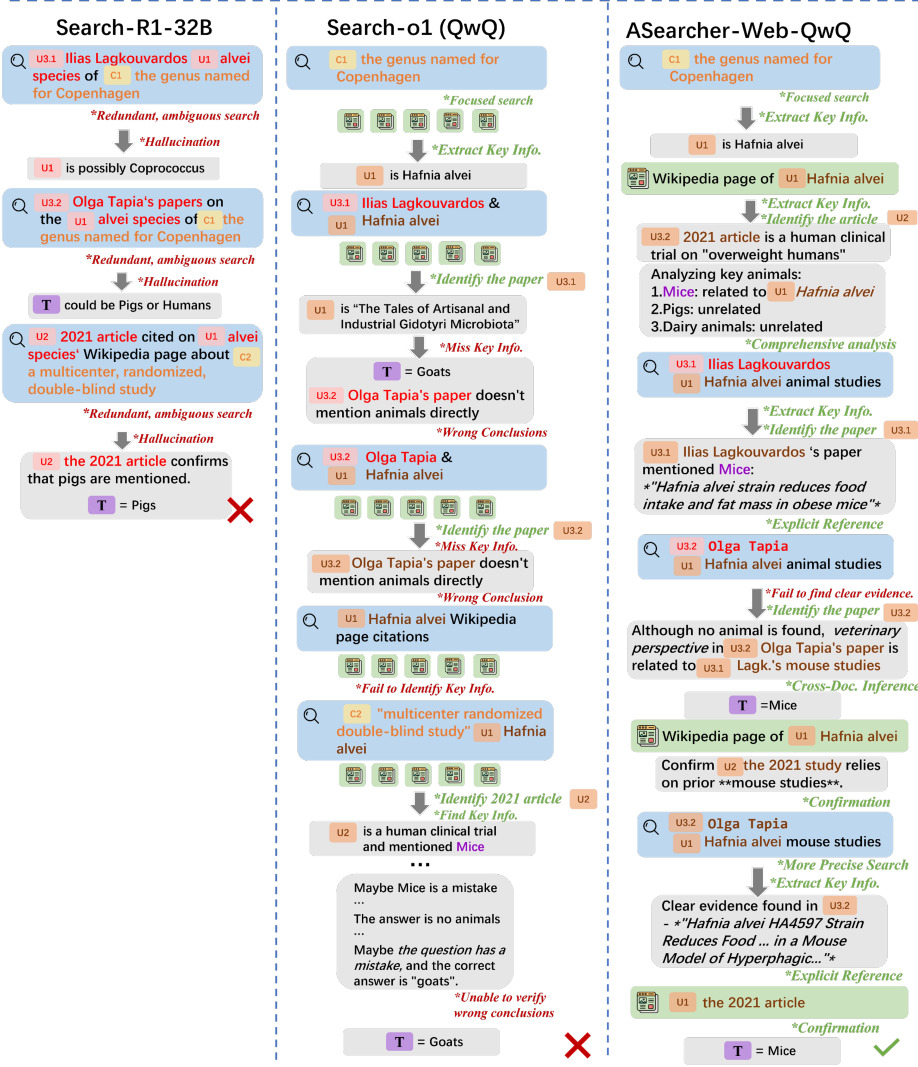 Search-R1-32B
U3.1 Ilias Lagkouvardos U1 alvei
species of C1 the genus named
for Copenhagen
*Redundant, ambiguous search
*Hallucination
U1 is possibly Coprococcus
U3.2 Olga Tapia's papers on
the U1 alvei species of C1 the
genus named for Copenhagen
*Redundant, ambiguous search
*Hallucination
T could be Pigs or Humans
U2 2021 article cited on U1 alvei
species' Wikipedia page about C2
a multicenter, randomized,
double-blind study
*Redundant, ambiguous search
*Hallucination
U2 the 2021 article confirms
that pigs are mentioned.
T = Pigs
Search-o1 (QwQ)
C1 the genus named for
Copenhagen
*Focused search
*Extract Key Info.
U1 is Hafnia alvei
U3.1 Ilias Lagkouvardos &
U1 Hafnia alvei
*Identify the paper U3.1
U1 is “The Tales of Artisanal and
Industrial Gidotyri Microbiota”
*Miss Key Info.
T = Goats
U3.2 Olga Tapia's paper doesn't
mention animals directly
*Wrong Conclusions
U3.2 Olga Tapia &
U1 Hafnia alvei
*Identify the paper U3.2
*Miss Key Info.
U3.2 Olga Tapia's paper doesn't
mention animals directly
*Wrong Conclusion
U1 Hafnia alvei Wikipedia
page citations
*Fail to Identify Key Info.
C2 "multicenter randomized
double-blind study" U1 Hafnia
alvei
*Identify 2021 article U2
*Find Key Info.
U2 is a human clinical trial
and mentioned Mice
...
Maybe Mice is a mistake
...
The answer is no animals
...
Maybe the question has a
mistake, and the correct
answer is "goats".
*Unable to verify
wrong conclusions
T = Goats
ASearcher-Web-QwQ
C1 the genus named for
Copenhagen
*Focused search
*Extract Key Info.
U1 is Hafnia alvei
Wikipedia page of U1 Hafnia alvei
*Extract Key Info.
*Identify the article U2
U3.2 2021 article is a human clinical
trial on "overweight humans"
Analyzing key animals:
1.Mice: related to U1 Hafnia alvei
2.Pigs: unrelated
3.Dairy animals: unrelated
*Comprehensive analysis
U3.1 Ilias Lagkouvardos
U1 Hafnia alvei animal studies
*Extract Key Info.
*Identify the paper U3.1
U3.1 Ilias Lagkouvardos 's paper
mentioned Mice:
*"Hafnia alvei strain reduces food
intake and fat mass in obese mice"*
*Explicit Reference
U3.2 Olga Tapia
U1 Hafnia alvei animal studies
*Fail to find clear evidence.
*Identify the paper U3.2
Although no animal is found, veterinary
perspective in U3.2 Olga Tapia's paper is
related to U3.1 Lagk.'s mouse studies
*Cross-Doc. Inference
T =Mice
Wikipedia page of U1 Hafnia alvei
Confirm U2 the 2021 study relies
on prior **mouse studies**.
*Confirmation
U3.2 Olga Tapia
U1 Hafnia alvei mouse studies
*More Precise Search
*Extract Key Info.
Clear evidence found in U3.2
- *"Hafnia alvei HA4597 Strain
Reduces Food ... in a Mouse
Model of Hyperphagic..."*
*Explicit Reference
U1 the 2021 article
*Confirmation
T = Mice